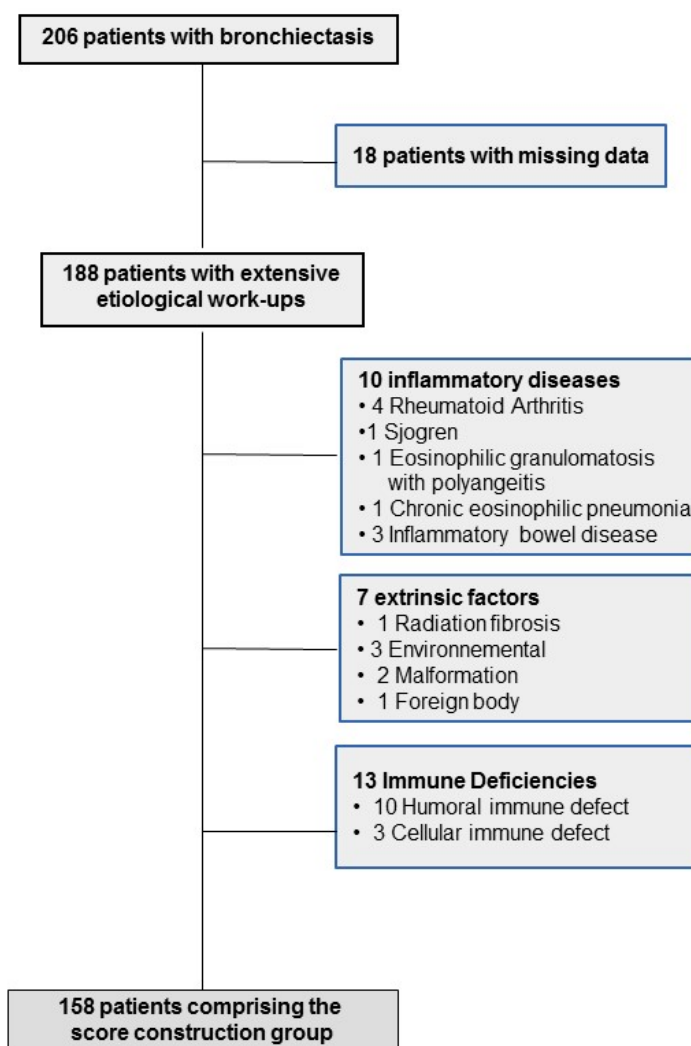 206 patients with bronchiectasis
18 patients with missing data
188 patients with extensive
etiological work-ups
10 inflammatory diseases
• 4 Rheumatoid Arthritis
•1 Sjogren
• 1 Eosinophilic granulomatosis
with polyangeitis
• 1 Chronic eosinophilic pneumonia
• 3 Inflammatory bowel disease
7 extrinsic factors
• 1 Radiation fibrosis
• 3 Environnemental
• 2 Malformation
• 1 Foreign body
13 Immune Deficiencies
• 10 Humoral immune defect
• 3 Cellular immune defect
158 patients comprising the
score construction group